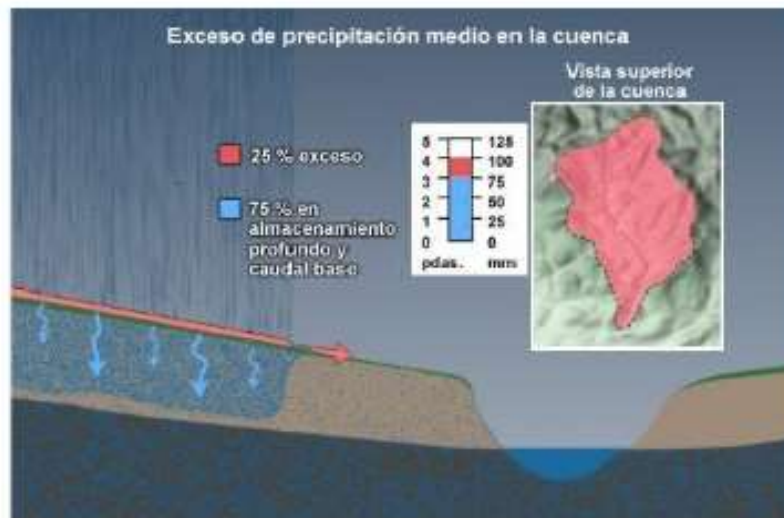 Exceso de precipitación medio en la cuenca
Vista superior
de la cuenca
25 % exceso
75 % en
almacenamiento
profundo y
caudal base
5 125
4 100
3 75
2 50
1 25
0 0
pdas. mm